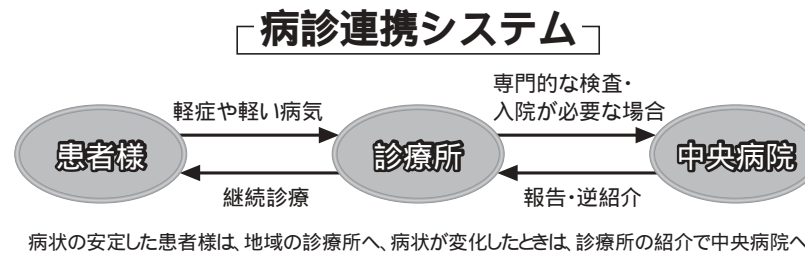 病診連携システム
専門的な検査・
軽症や軽い病気
入院が必要な場合
患者様
診療所
中央病院
継続診療
報告・逆紹介
病状の安定した患者様は、地域の診療所へ、病状が変化したときは、診療所の紹介で中央病院へ